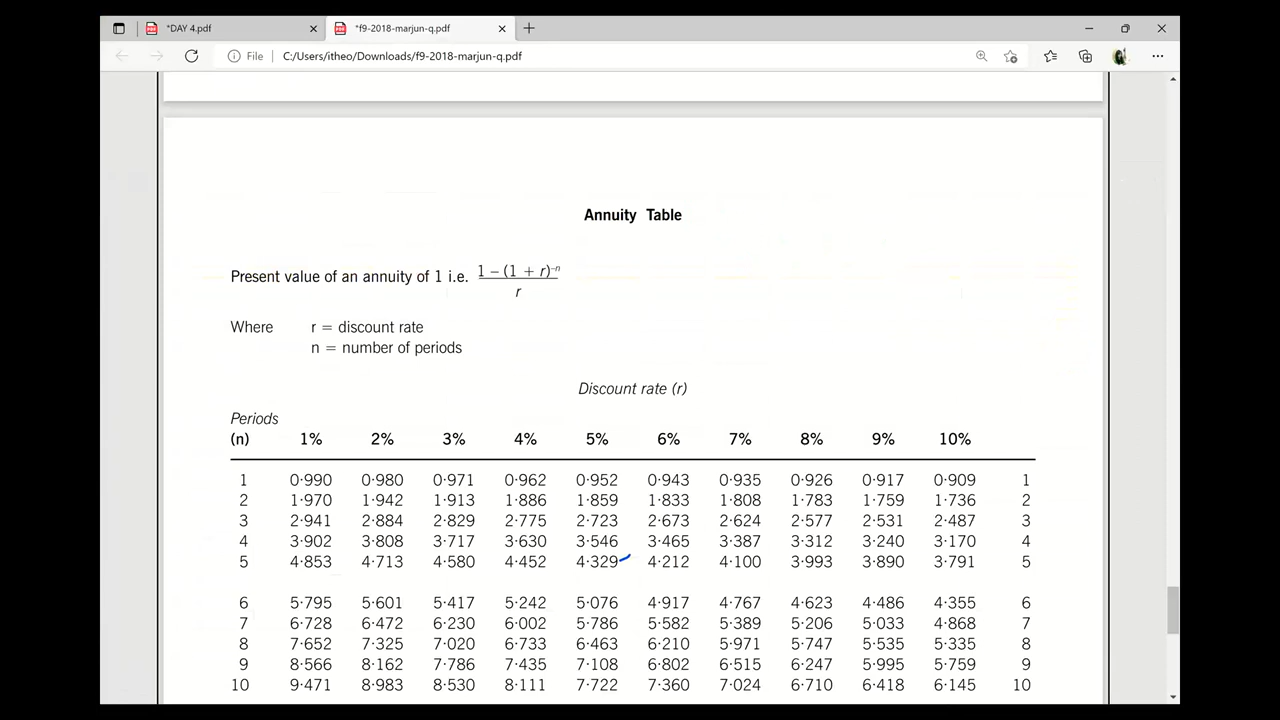 *DAY 4.pdf
*f9-2018-marjun-q.pdf
File C:/Users/itheo/Downloads/f9-2018-marjun-q.pdf
Annuity Table
Present value of an annuity of 1 i.e. 1 – (1 + r)⁻ⁿ
r
Where r = discount rate
n = number of periods
Discount rate (r)
Periods
(n) 1% 2% 3% 4% 5% 6% 7% 8% 9% 10%
1 0·990 0·980 0·971 0·962 0·952 0·943 0·935 0·926 0·917 0·909 1
2 1·970 1·942 1·913 1·886 1·859 1·833 1·808 1·783 1·759 1·736 2
3 2·941 2·884 2·829 2·775 2·723 2·673 2·624 2·577 2·531 2·487 3
4 3·902 3·808 3·717 3·630 3·546 3·465 3·387 3·312 3·240 3·170 4
5 4·853 4·713 4·580 4·452 4·329 4·212 4·100 3·993 3·890 3·791 5
6 5·795 5·601 5·417 5·242 5·076 4·917 4·767 4·623 4·486 4·355 6
7 6·728 6·472 6·230 6·002 5·786 5·582 5·389 5·206 5·033 4·868 7
8 7·652 7·325 7·020 6·733 6·463 6·210 5·971 5·747 5·535 5·335 8
9 8·566 8·162 7·786 7·435 7·108 6·802 6·515 6·247 5·995 5·759 9
10 9·471 8·983 8·530 8·111 7·722 7·360 7·024 6·710 6·418 6·145 10